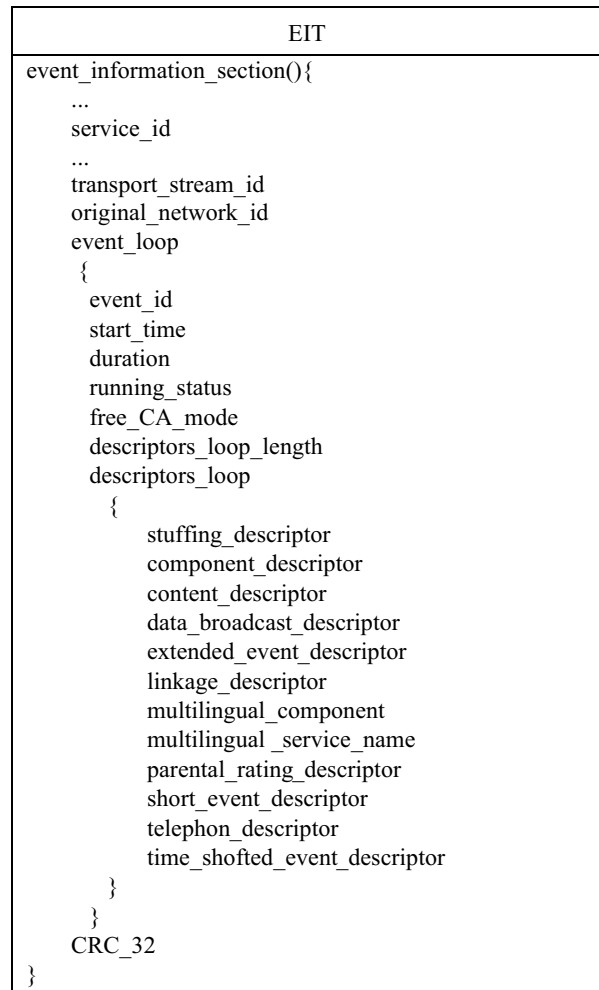 EIT
event_information_section(){
...
service_id
...
transport_stream_id
original_network_id
event_loop
{
event_id
start_time
duration
running_status
free_CA_mode
descriptors_loop_length
descriptors_loop
{
stuffing_descriptor
component_descriptor
content_descriptor
data_broadcast_descriptor
extended_event_descriptor
linkage_descriptor
multilingual_component
multilingual _service_name
parental_rating_descriptor
short_event_descriptor
telephon_descriptor
time_shofted_event_descriptor
}
}
CRC_32
}